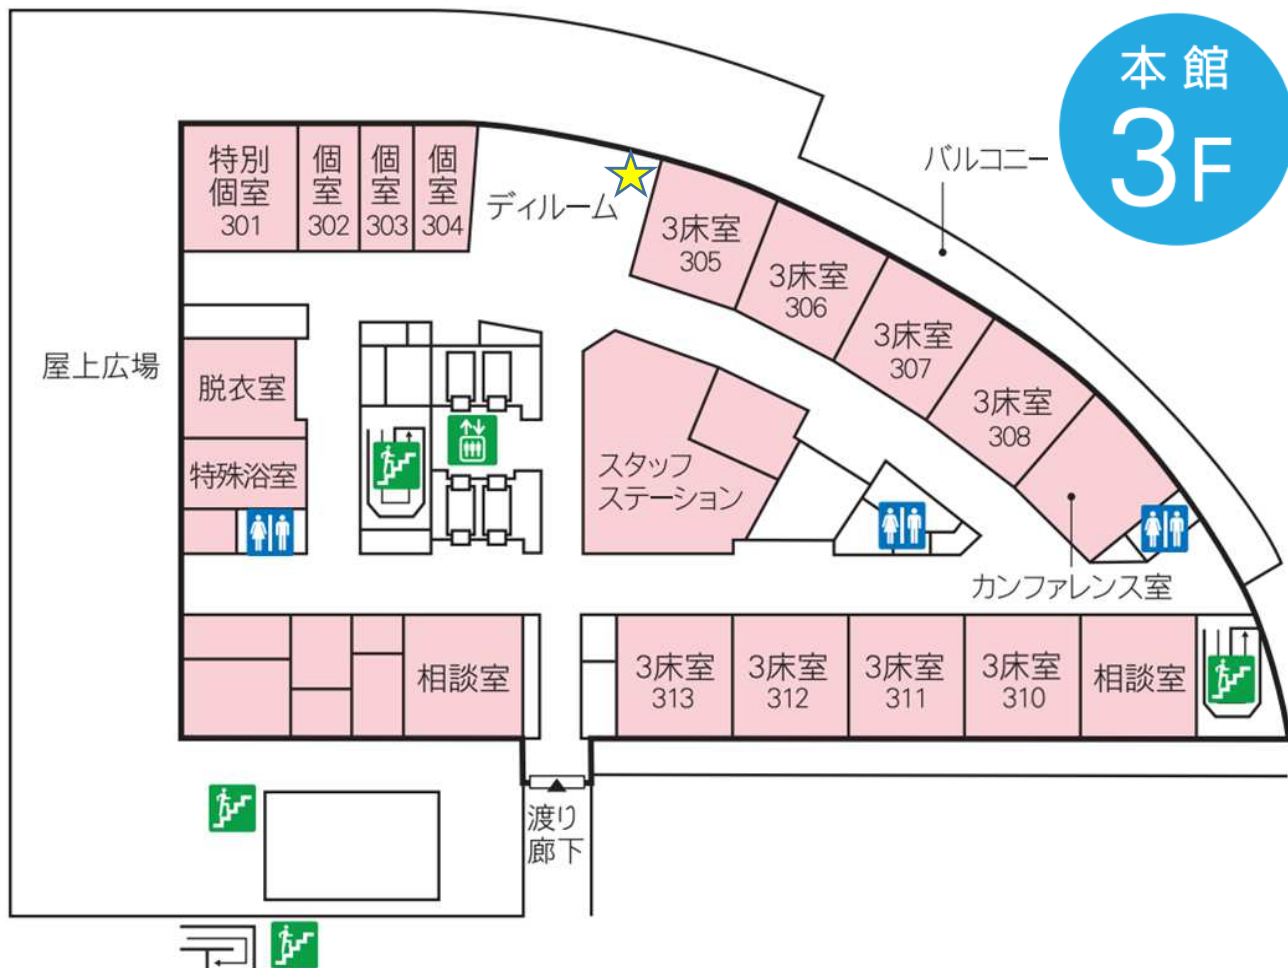 本館
3F
バルコニー
特別
個室
301
個
室
302
個
室
303
個
室
304
ディルーム
3床室
305
3床室
306
3床室
307
3床室
308
屋上広場
脱衣室
特殊浴室
スタッフ
ステーション
カンファレンス室
相談室
3床室
313
3床室
312
3床室
311
3床室
310
相談室
渡り
廊下